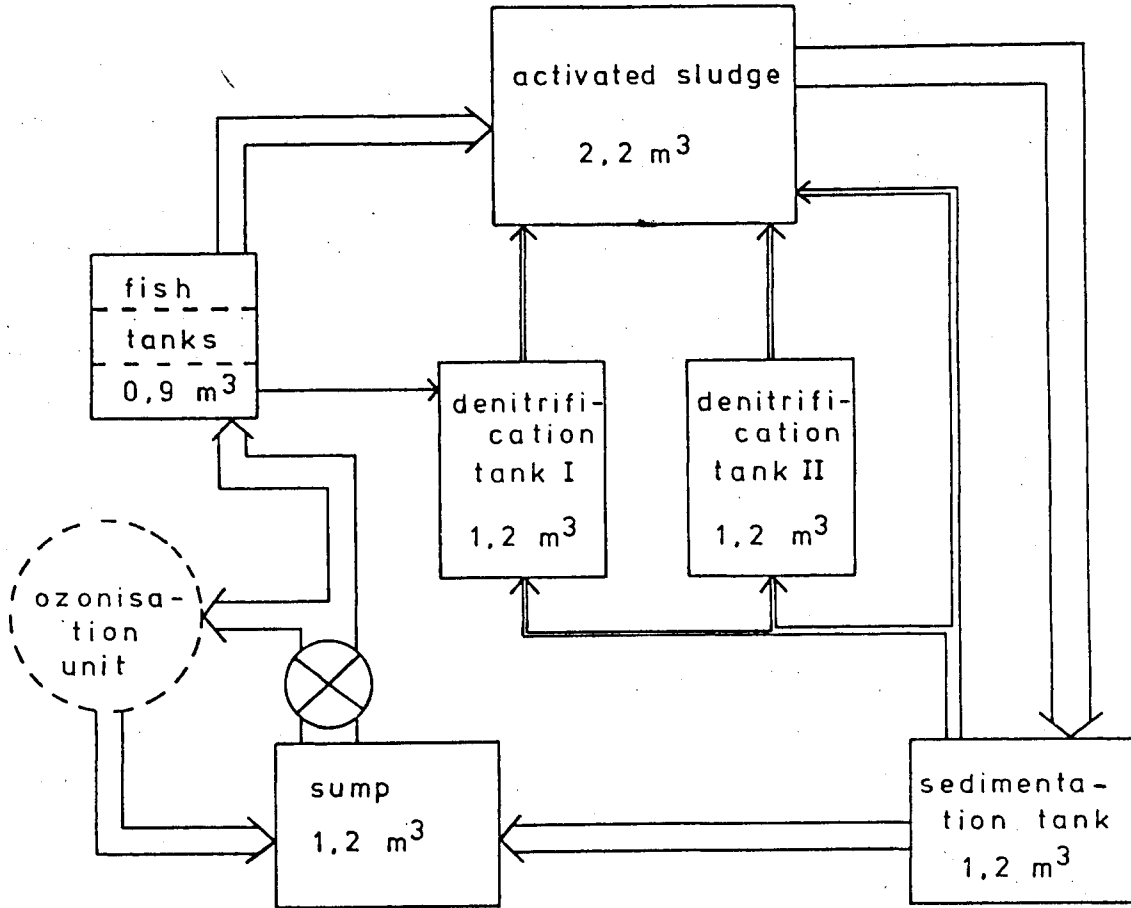 activated sludge
2,2 m³
fish
tanks
0,9 m³
denitrifi-
cation
tank I
1,2 m³
denitrifi-
cation
tank II
1,2 m³
ozonisa-
tion
unit
sump
1,2 m³
sedimenta-
tion tank
1,2 m³